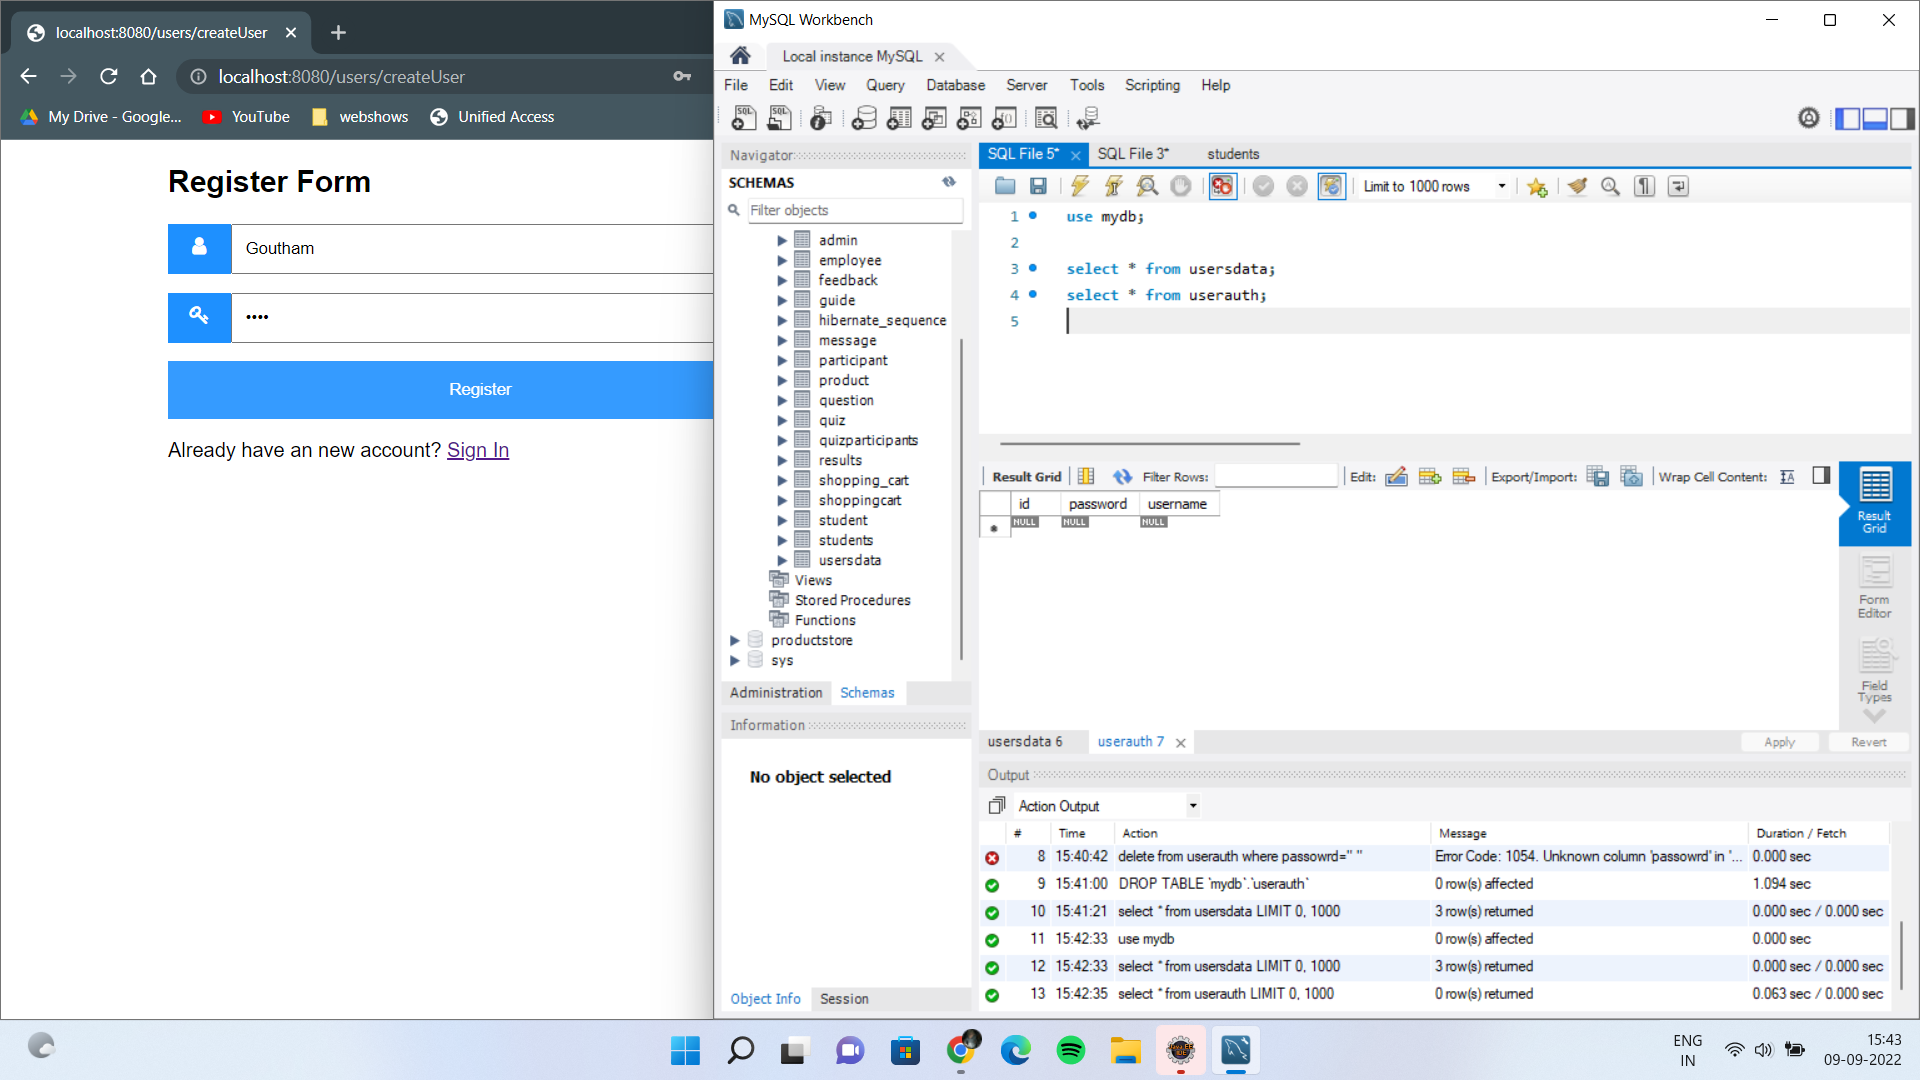 localhost:8080/users/createUser
localhost:8080/users/createUser
My Drive - Google...
YouTube
webshows
Unified Access
Register Form
Goutham
••••
Register
Already have an new account? Sign In
MySQL Workbench
Local instance MySQL
File Edit View Query Database Server Tools Scripting Help
Navigator
SCHEMAS
Filter objects
admin
employee
feedback
guide
hibernate_sequence
message
participant
product
question
quiz
quizparticipants
results
shopping_cart
shoppingcart
student
students
usersdata
Views
Stored Procedures
Functions
productstore
sys
Administration Schemas
Information
No object selected
Object Info Session
SQL File 5* SQL File 3* students
Limit to 1000 rows
1 use mydb;
2
3 select * from usersdata;
4 select * from userauth;
5
Result Grid Filter Rows: Edit: Export/Import: Wrap Cell Content:
id password username
NULL NULL NULL
Result Grid
Form Editor
Field Types
usersdata 6 userauth 7
Apply Revert
Output
Action Output
# Time Action Message Duration / Fetch
8 15:40:42 delete from userauth where passowrd=" " Error Code: 1054. Unknown column 'passowrd' in '... 0.000 sec
9 15:41:00 DROP TABLE `mydb`.`userauth` 0 row(s) affected 1.094 sec
10 15:41:21 select * from usersdata LIMIT 0, 1000 3 row(s) returned 0.000 sec / 0.000 sec
11 15:42:33 use mydb 0 row(s) affected 0.000 sec
12 15:42:33 select * from usersdata LIMIT 0, 1000 3 row(s) returned 0.000 sec / 0.000 sec
13 15:42:35 select * from userauth LIMIT 0, 1000 0 row(s) returned 0.063 sec / 0.000 sec
ENG
IN
15:43
09-09-2022